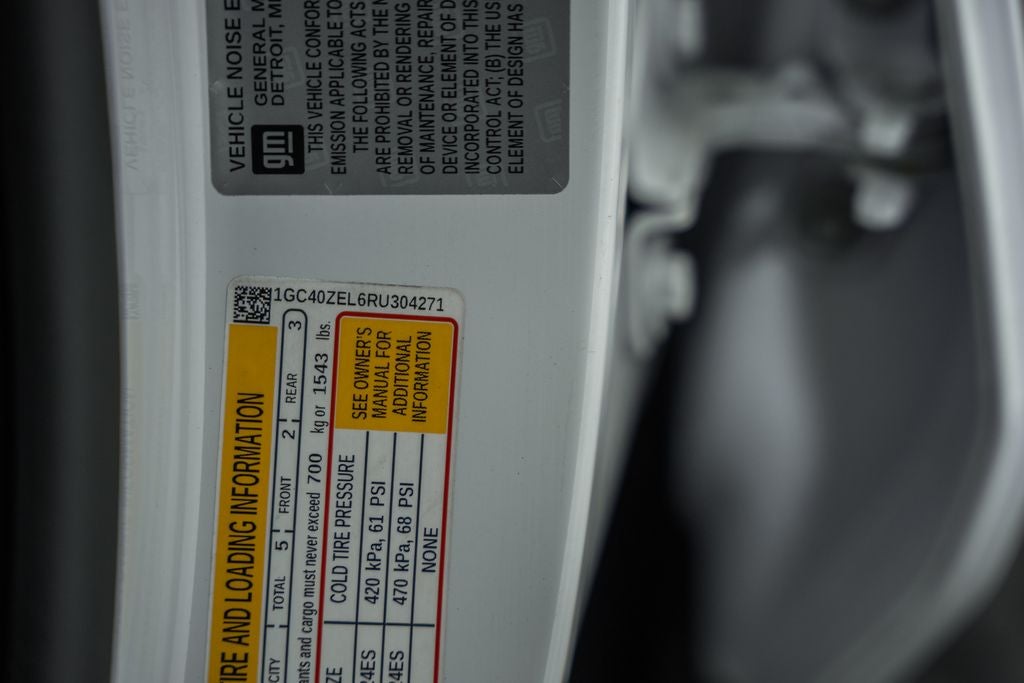 VEHICLE NOISE E
gm
GENERAL M
DETROIT, MI
THIS VEHICLE CONFOR
EMISSION APPLICABLE TO
THE FOLLOWING ACTS
ARE PROHIBITED BY THE N
REMOVAL OR RENDERING
OF MAINTENANCE, REPAIR
DEVICE OR ELEMENT OF D
INCORPORATED INTO THIS
CONTROL ACT; (B) THE US
ELEMENT OF DESIGN HAS
1GC40ZEL6RU304271
IRE AND LOADING INFORMATION
CITY TOTAL 5 FRONT 2 REAR 3
ants and cargo must never exceed 700 kg or 1543 lbs.
ZE COLD TIRE PRESSURE
24ES 420 kPa, 61 PSI
24ES 470 kPa, 68 PSI
NONE
SEE OWNER'S
MANUAL FOR
ADDITIONAL
INFORMATION